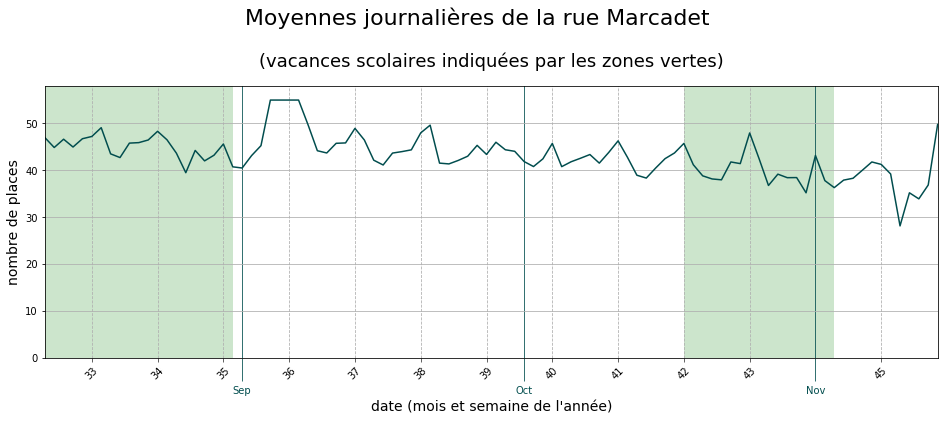 Moyennes journalières de la rue Marcadet
(vacances scolaires indiquées par les zones vertes)
nombre de places
50
40
30
20
10
0
33 34 35 36 37 38 39 40 41 42 43 45
Sep Oct Nov
date (mois et semaine de l'année)